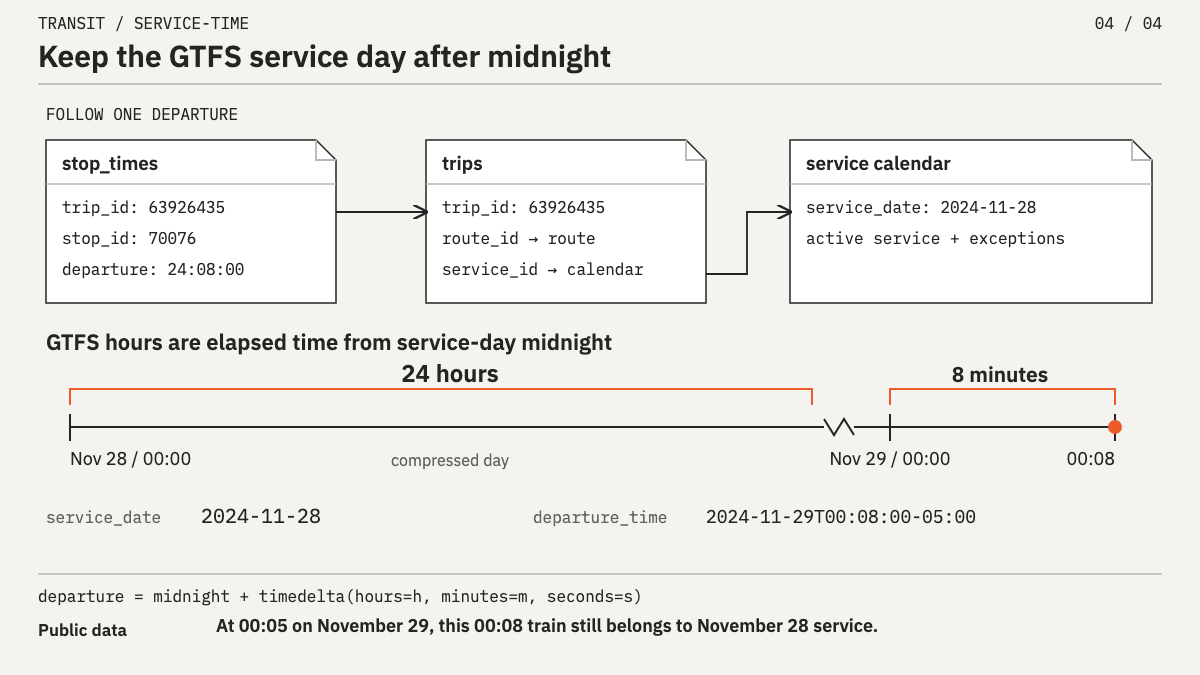 TRANSIT / SERVICE-TIME
04 / 04
Keep the GTFS service day after midnight
FOLLOW ONE DEPARTURE
stop_times
trip_id: 63926435
stop_id: 70076
departure: 24:08:00
trips
trip_id: 63926435
route_id → route
service_id → calendar
service calendar
service_date: 2024-11-28
active service + exceptions
GTFS hours are elapsed time from service-day midnight
24 hours
8 minutes
Nov 28 / 00:00
compressed day
Nov 29 / 00:00
00:08
service_date 2024-11-28
departure_time 2024-11-29T00:08:00-05:00
departure = midnight + timedelta(hours=h, minutes=m, seconds=s)
Public data
At 00:05 on November 29, this 00:08 train still belongs to November 28 service.